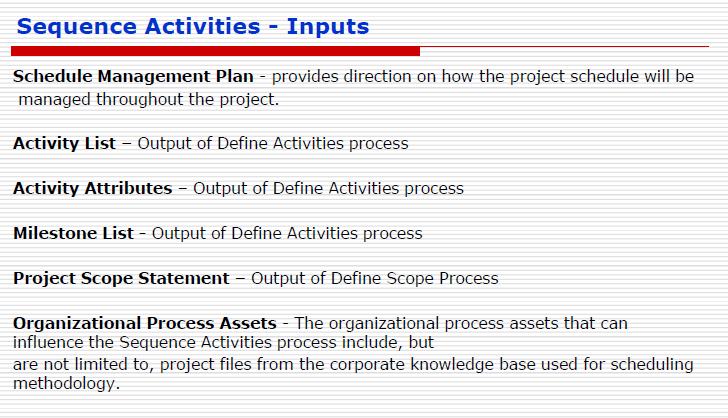 Sequence Activities - Inputs
Schedule Management Plan - provides direction on how the project schedule will be
managed throughout the project.
Activity List – Output of Define Activities process
Activity Attributes – Output of Define Activities process
Milestone List - Output of Define Activities process
Project Scope Statement – Output of Define Scope Process
Organizational Process Assets - The organizational process assets that can
influence the Sequence Activities process include, but
are not limited to, project files from the corporate knowledge base used for scheduling
methodology.